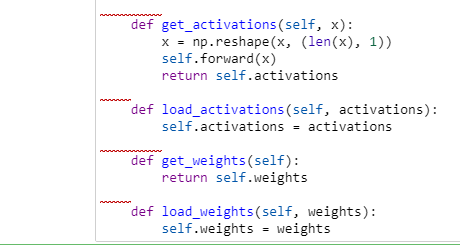 def get_activations(self, x):
x = np.reshape(x, (len(x), 1))
self.forward(x)
return self.activations
def load_activations(self, activations):
self.activations = activations
def get_weights(self):
return self.weights
def load_weights(self, weights):
self.weights = weights